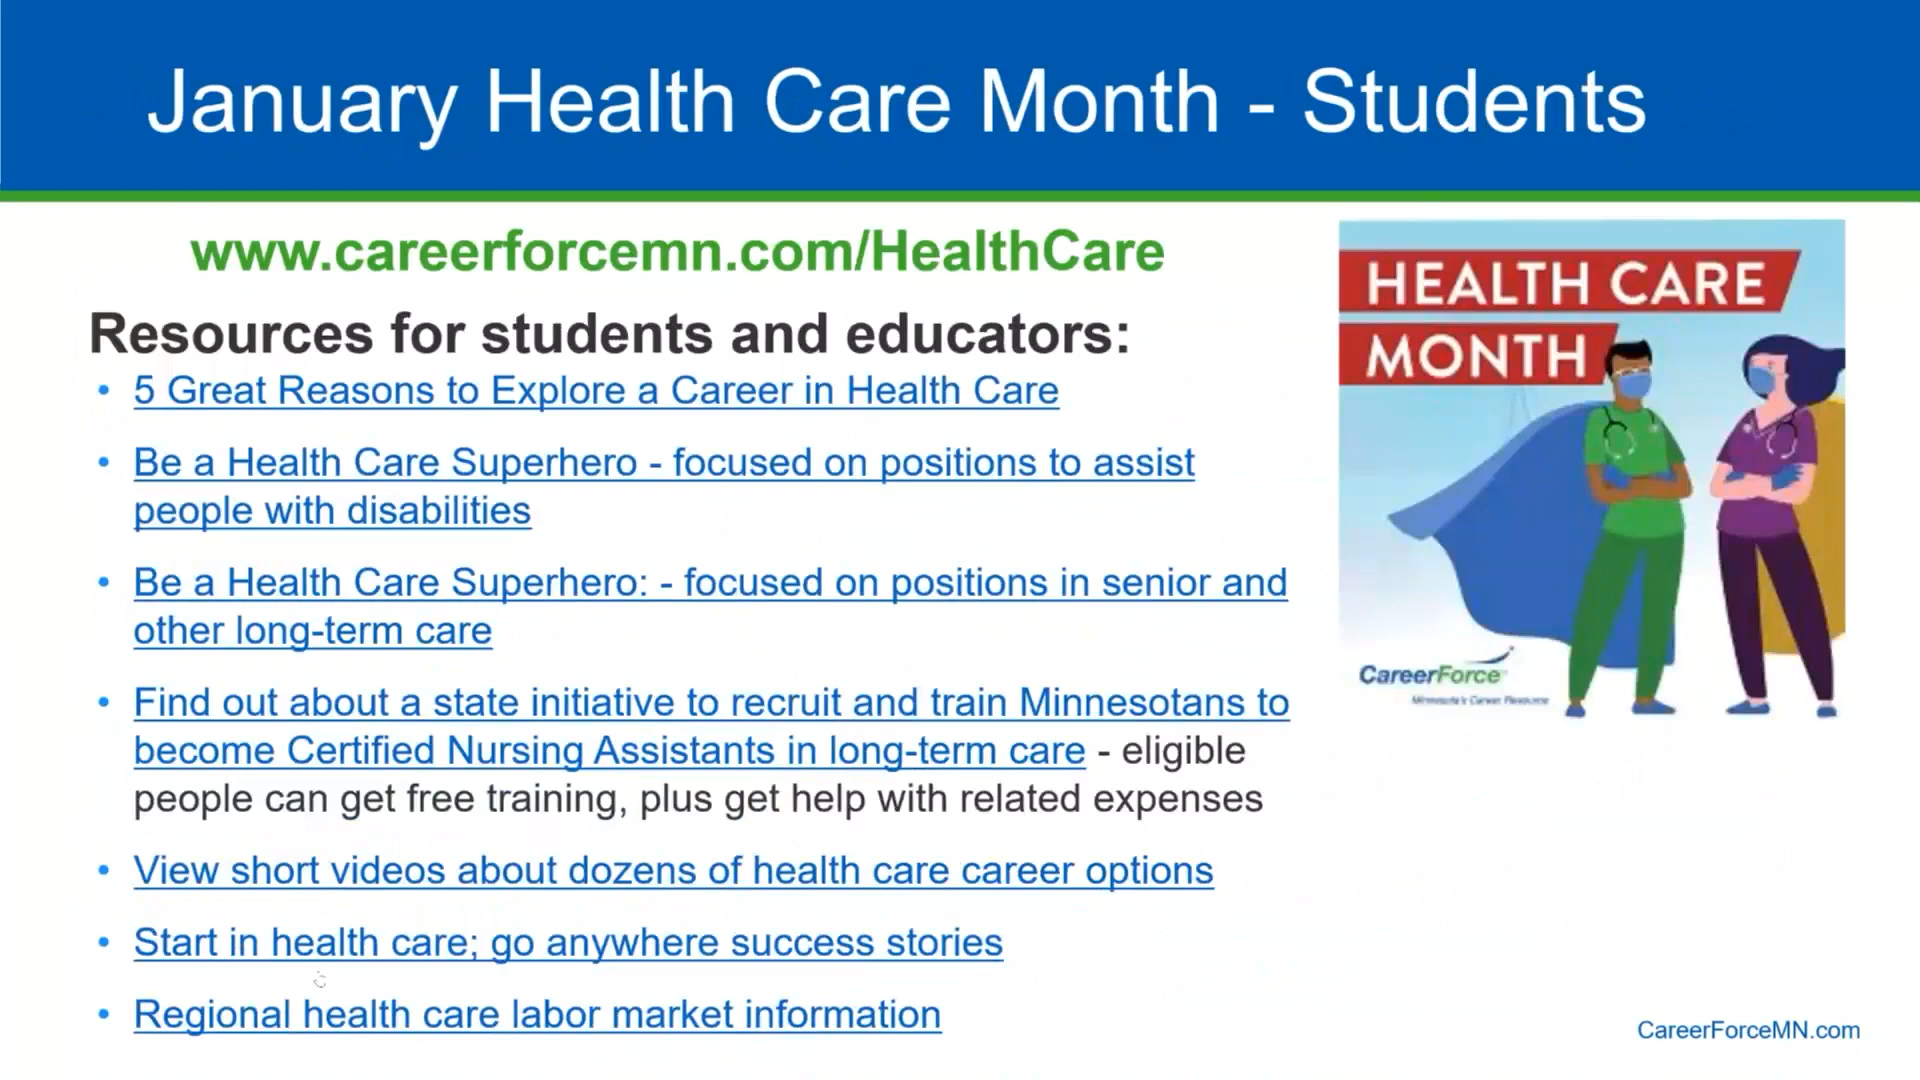 January Health Care Month - Students
www.careerforcemn.com/HealthCare
Resources for students and educators:
• 5 Great Reasons to Explore a Career in Health Care
• Be a Health Care Superhero - focused on positions to assist
people with disabilities
• Be a Health Care Superhero: - focused on positions in senior and
other long-term care
• Find out about a state initiative to recruit and train Minnesotans to
become Certified Nursing Assistants in long-term care - eligible
people can get free training, plus get help with related expenses
• View short videos about dozens of health care career options
• Start in health care; go anywhere success stories
• Regional health care labor market information
HEALTH CARE
MONTH
CareerForce
Minnesota's Career Resource
CareerForceMN.com